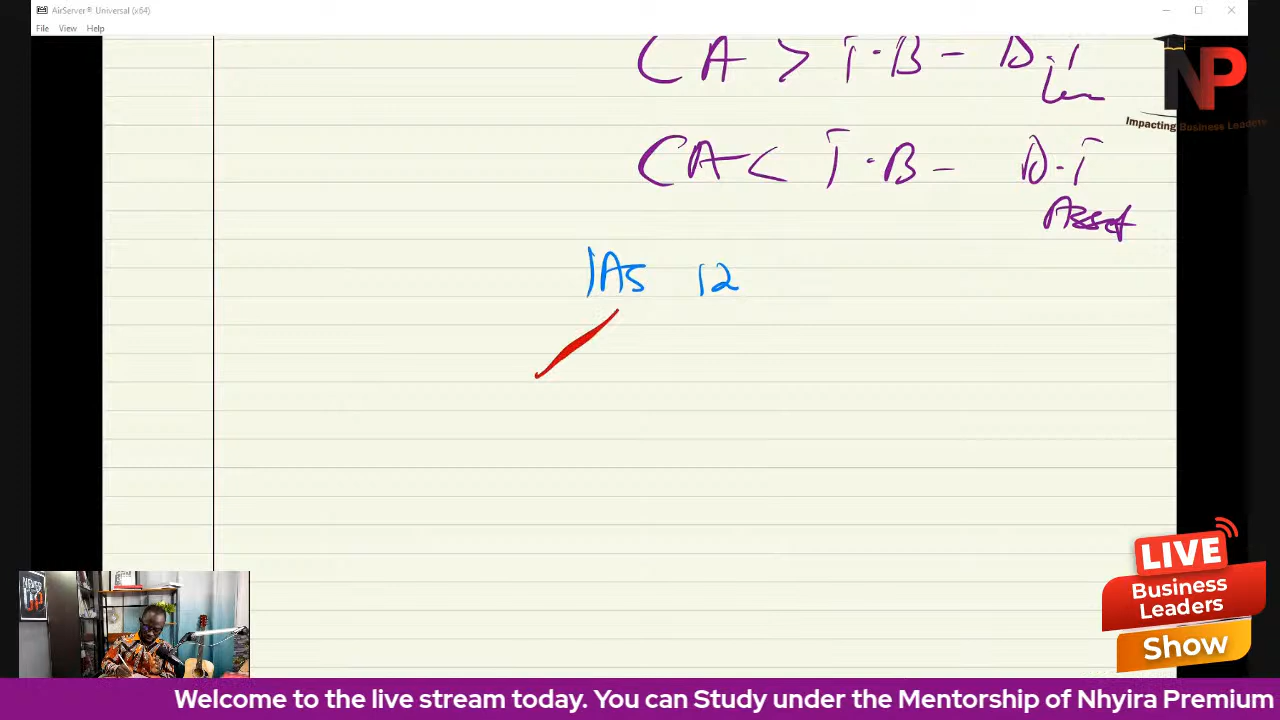 AirServer® Universal (x64)
File View Help
CA > T.B - D.T
CA < T.B - D.T
Asset
IAS 12
NP
Impacting Business Leaders
LIVE
Business
Leaders
Show
Welcome to the live stream today. You can Study under the Mentorship of Nhyira Premium